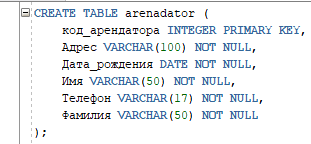 CREATE TABLE arenadator (
код_арендатора INTEGER PRIMARY KEY,
Адрес VARCHAR(100) NOT NULL,
Дата_рождения DATE NOT NULL,
Имя VARCHAR(50) NOT NULL,
Телефон VARCHAR(17) NOT NULL,
Фамилия VARCHAR(50) NOT NULL
);